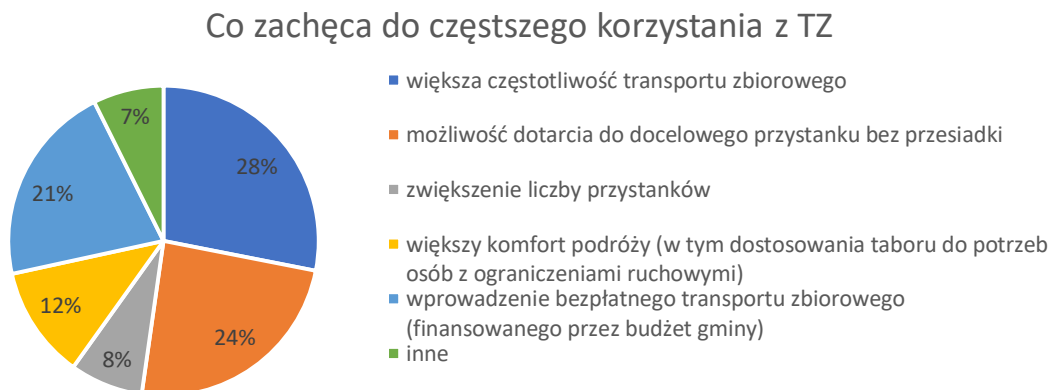 Co zachęca do częstszego korzystania z TZ
większa częstotliwość transportu zbiorowego
możliwość dotarcia do docelowego przystanku bez przesiadki
zwiększenie liczby przystanków
większy komfort podróży (w tym dostosowania taboru do potrzeb
osób z ograniczeniami ruchowymi)
wprowadzenie bezpłatnego transportu zbiorowego
(finansowanego przez budżet gminy)
inne
28%
24%
8%
12%
21%
7%